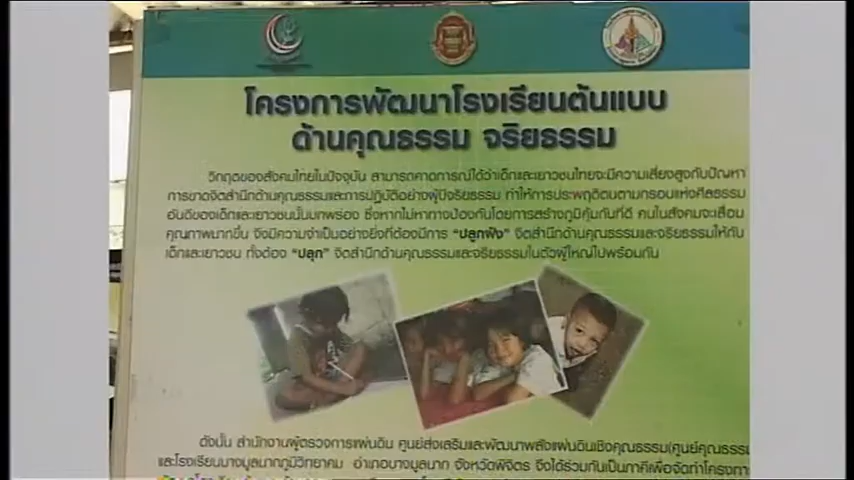 โครงการพัฒนาโรงเรียนต้นแบบ
ด้านคุณธรรม จริยธรรม
วิกฤตของสังคมไทยในปัจจุบัน สามารถคาดการณ์ได้ว่าเด็กและเยาวชนไทยจะมีความเสี่ยงสูงกับปัญหา
การขาดจิตสำนึกด้านคุณธรรมและการปฏิบัติอย่างผู้มีจริยธรรม ทำให้การประพฤติตนตามกรอบแห่งศีลธรรม
อันดีของเด็กและเยาวชนนั้นบกพร่อง ซึ่งหากไม่หาทางป้องกันโดยการสร้างภูมิคุ้มกันที่ดี คนในสังคมจะเสื่อม
คุณภาพมากขึ้น จึงมีความจำเป็นอย่างยิ่งที่ต้องมีการ “ปลูกฝัง” จิตสำนึกด้านคุณธรรมและจริยธรรมให้กับ
เด็กและเยาวชน ทั้งต้อง “ปลุก” จิตสำนึกด้านคุณธรรมและจริยธรรมในตัวผู้ใหญ่ไปพร้อมกัน
ดังนั้น สำนักงานผู้ตรวจการแผ่นดิน ศูนย์ส่งเสริมและพัฒนาพลังแผ่นดินเชิงคุณธรรม(ศูนย์คุณธรรม
และโรงเรียนบางมูลนากภูมิวิทยาคม อำเภอบางมูลนาก จังหวัดพิจิตร จึงได้ร่วมกันเป็นภาคีเพื่อจัดทำโครงการ